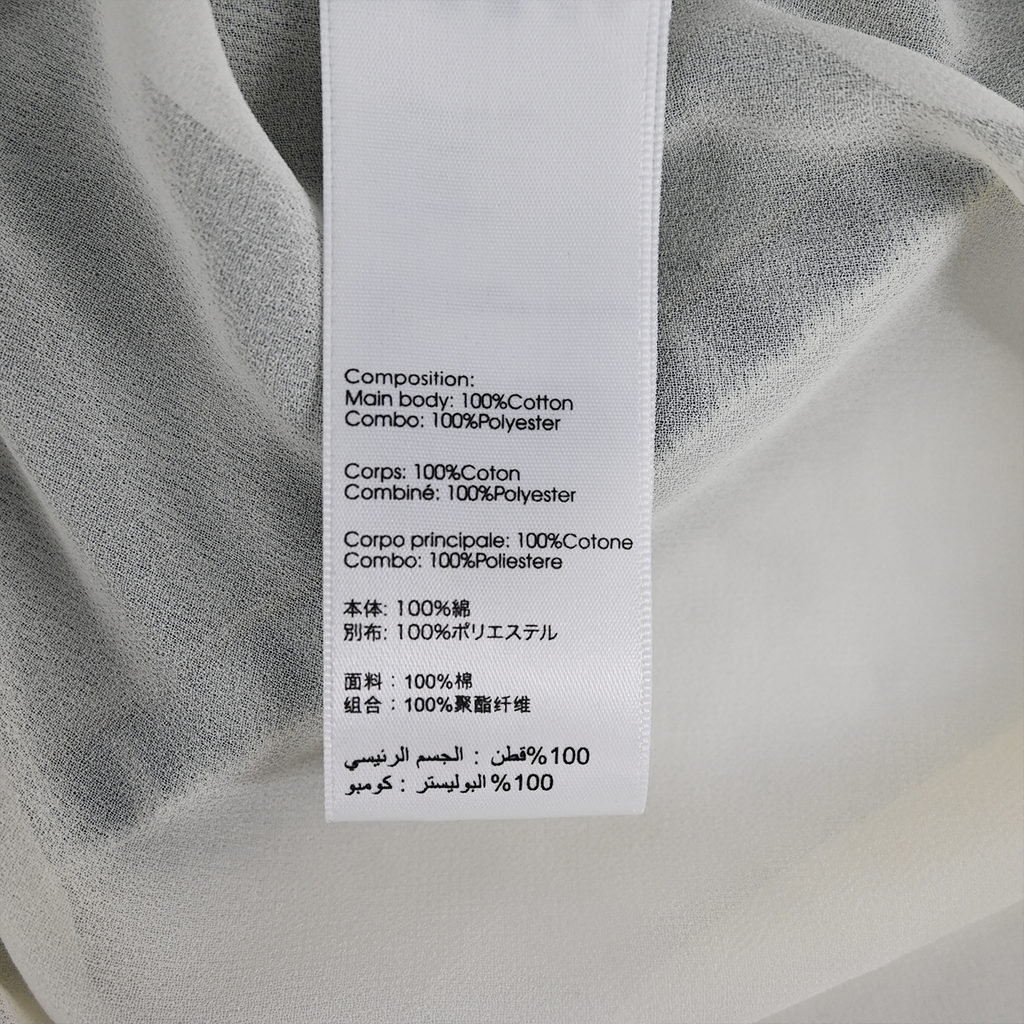 Composition:
Main body: 100%Cotton
Combo: 100%Polyester
Corps: 100%Coton
Combiné: 100%Polyester
Corpo principale: 100%Cotone
Combo: 100%Poliestere
本体: 100%綿
別布: 100%ポリエステル
面料：100%棉
组合：100%聚酯纤维
الجسم الرئيسي : قطن%100
كومبو : البوليستر %100